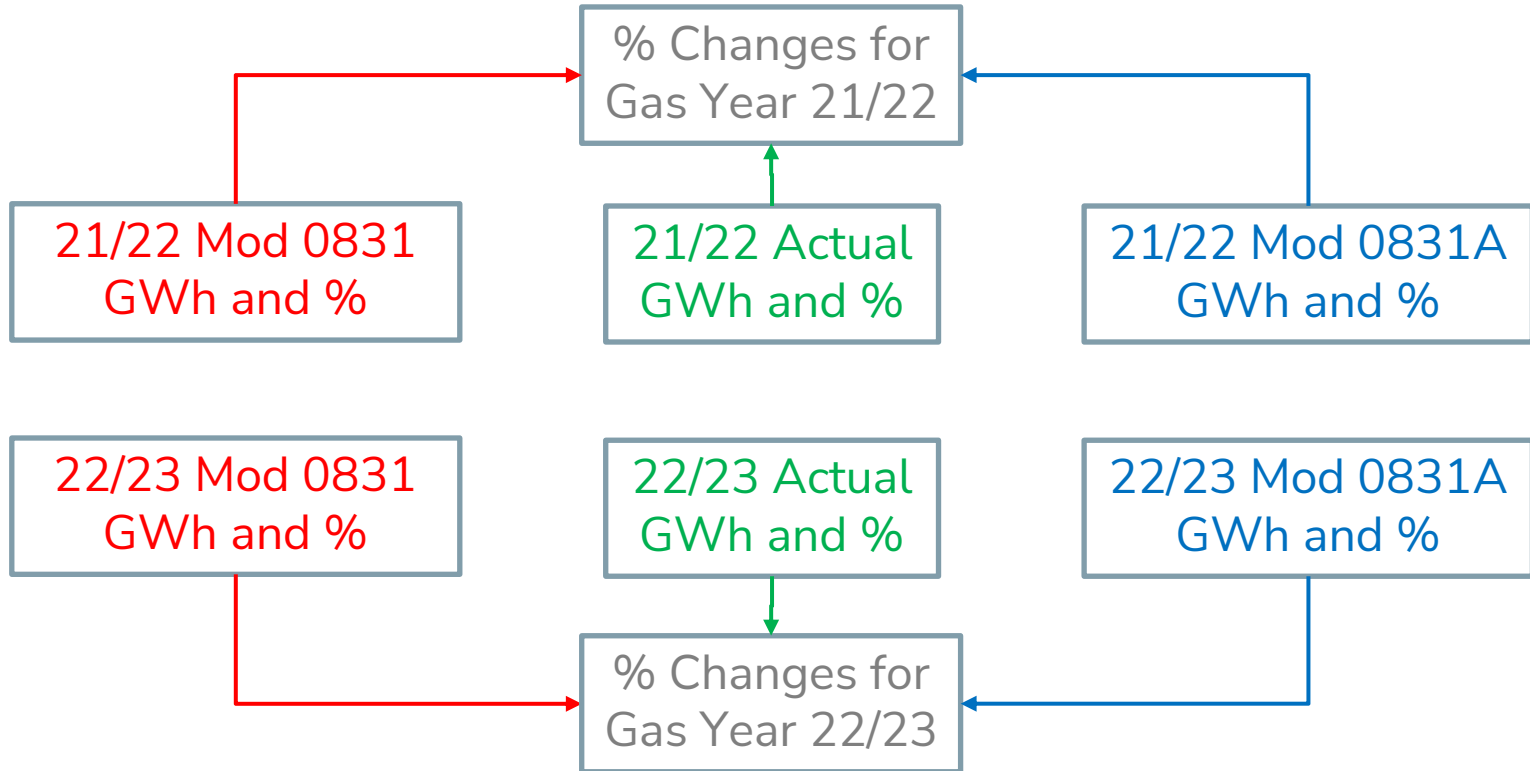 % Changes for
Gas Year 21/22
21/22 Mod 0831
GWh and %
21/22 Actual
GWh and %
21/22 Mod 0831A
GWh and %
22/23 Mod 0831
GWh and %
22/23 Actual
GWh and %
22/23 Mod 0831A
GWh and %
% Changes for
Gas Year 22/23